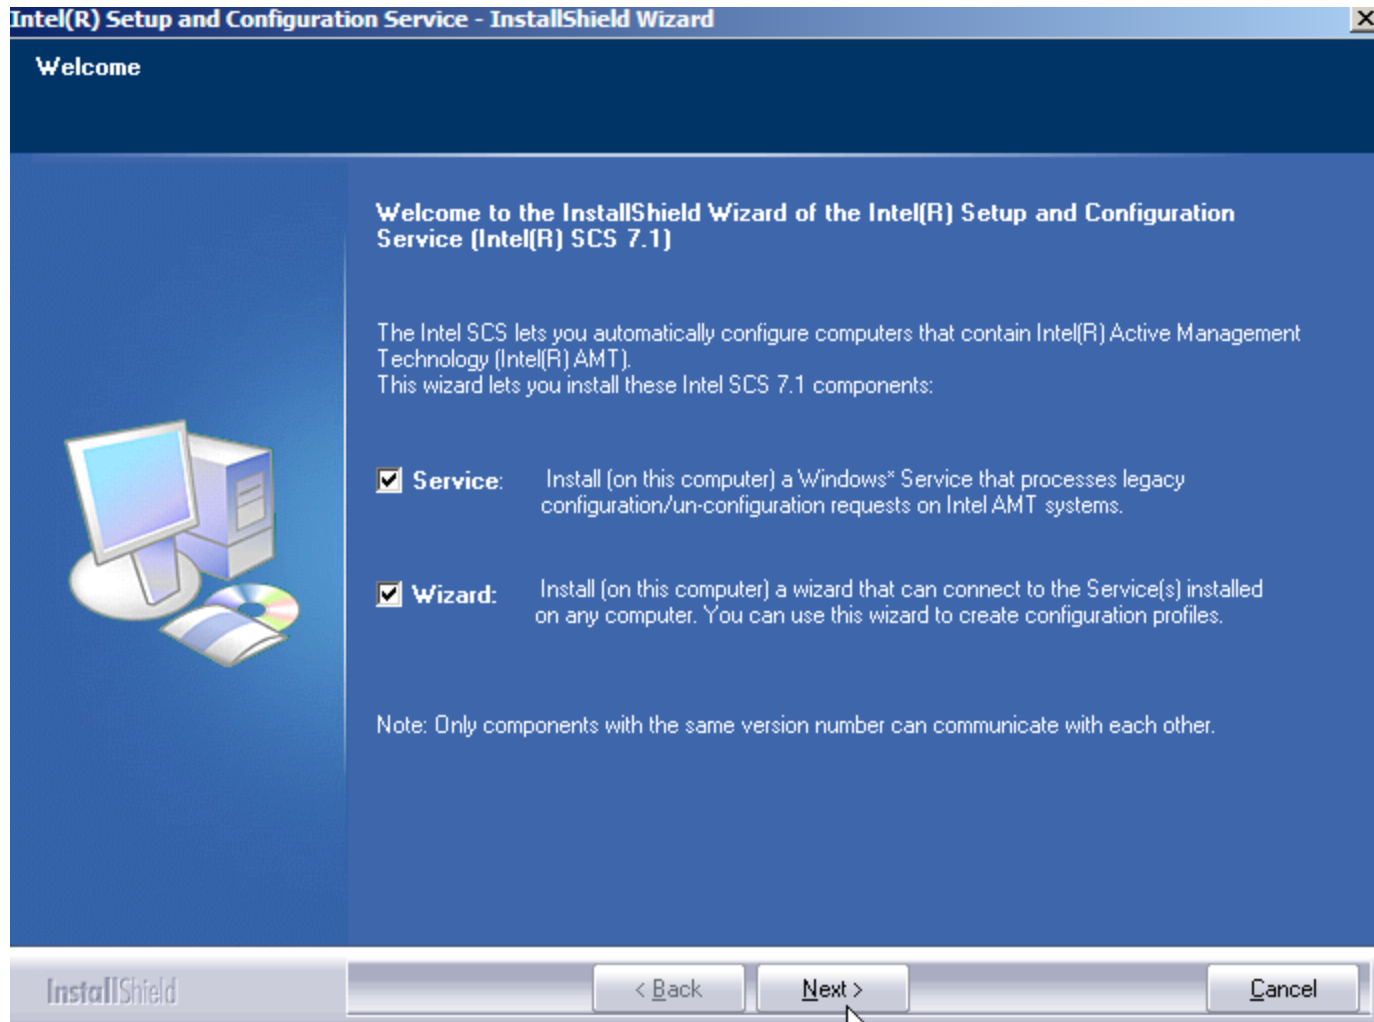 Intel(R) Setup and Configuration Service - InstallShield Wizard
Welcome
Welcome to the InstallShield Wizard of the Intel(R) Setup and Configuration
Service (Intel(R) SCS 7.1)
The Intel SCS lets you automatically configure computers that contain Intel(R) Active Management
Technology (Intel(R) AMT).
This wizard lets you install these Intel SCS 7.1 components:
Service: Install (on this computer) a Windows* Service that processes legacy
configuration/un-configuration requests on Intel AMT systems.
Wizard: Install (on this computer) a wizard that can connect to the Service(s) installed
on any computer. You can use this wizard to create configuration profiles.
Note: Only components with the same version number can communicate with each other.
InstallShield
< Back
Next >
Cancel